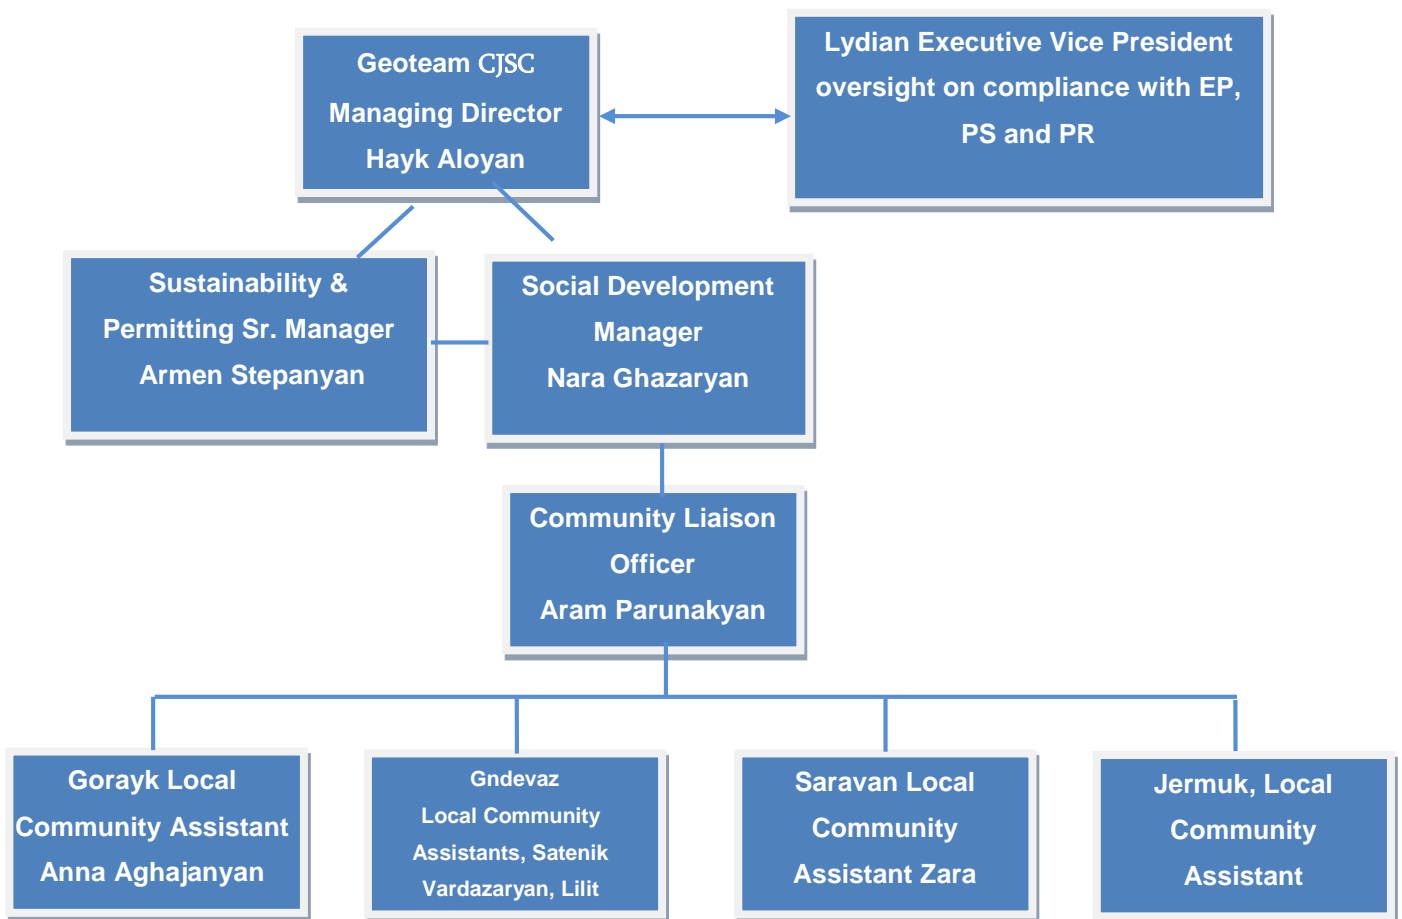 Geoteam CJSC
Managing Director
Hayk Aloyan
Lydian Executive Vice President
oversight on compliance with EP,
PS and PR
Sustainability &
Permitting Sr. Manager
Armen Stepanyan
Social Development
Manager
Nara Ghazaryan
Community Liaison
Officer
Aram Parunakyan
Gorayk Local
Community Assistant
Anna Aghajanyan
Gndevaz
Local Community
Assistants, Satenik
Vardazaryan, Lilit
Saravan Local
Community
Assistant Zara
Jermuk, Local
Community
Assistant